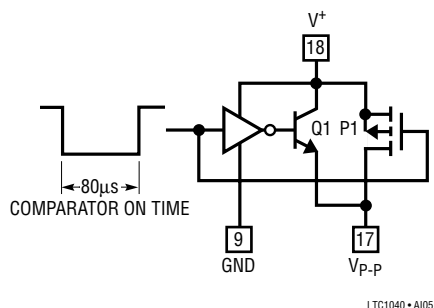 V+
18
Q1 P1
80µs
COMPARATOR ON TIME
9
17
GND
VP-P
LTC1040 • AI05